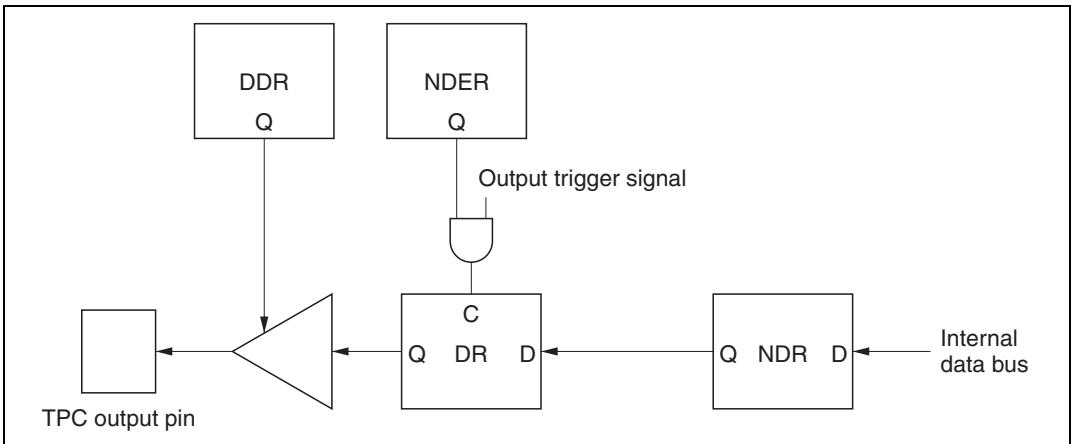 DDR
Q
NDER
Q
Output trigger signal
C
Q DR D
Q NDR D
Internal
data bus
TPC output pin